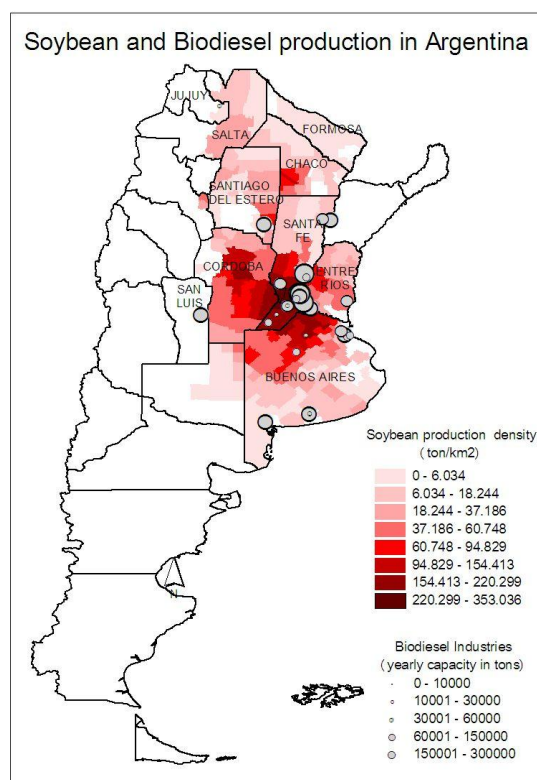 Soybean and Biodiesel production in Argentina
JUJUY
SALTA
FORMOSA
CHACO
SANTIAGO
DEL ESTERO
SANTA
FE
CORDOBA
ENTRE
RIOS
SAN
LUIS
BUENOS AIRES
Soybean production density
( ton/km2)
0 - 6.034
6.034 - 18.244
18.244 - 37.186
37.186 - 60.748
60.748 - 94.829
94.829 - 154.413
154.413 - 220.299
220.299 - 353.036
N
Biodiesel Industries
(yearly capacity in tons)
0 - 10000
10001 - 30000
30001 - 60000
60001 - 150000
150001 - 300000